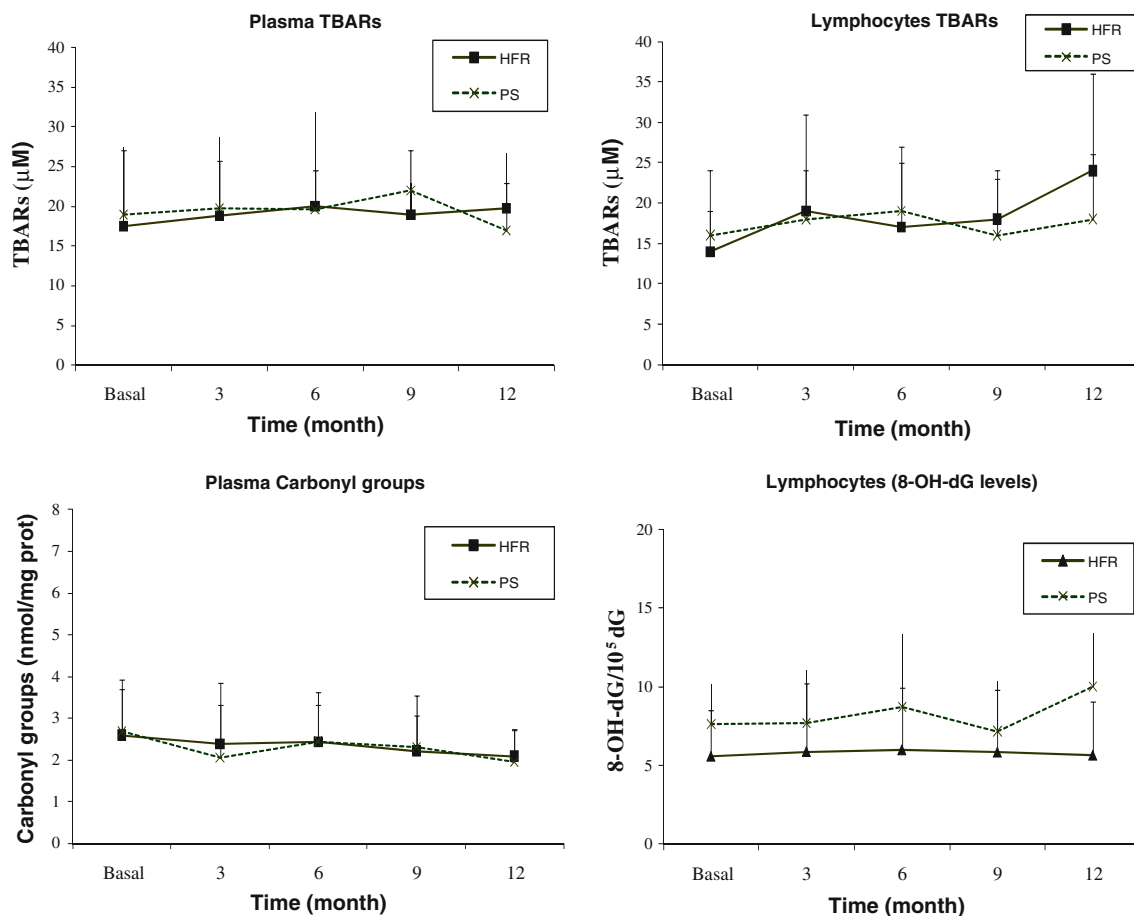 Plasma TBARs
40
35
30
25
20
15
10
5
0
TBARs (μM)
HFR
PS
Basal 3 6 9 12
Time (month)
Lymphocytes TBARs
40
35
30
25
20
15
10
5
0
TBARs (μM)
HFR
PS
Basal 3 6 9 12
Time (month)
Plasma Carbonyl groups
8
7
6
5
4
3
2
1
0
Carbonyl groups (nmol/mg prot)
HFR
PS
Basal 3 6 9 12
Time (month)
Lymphocytes (8-OH-dG levels)
20
15
10
5
0
8-OH-dG/10⁵ dG
HFR
PS
Basal 3 6 9 12
Time (month)